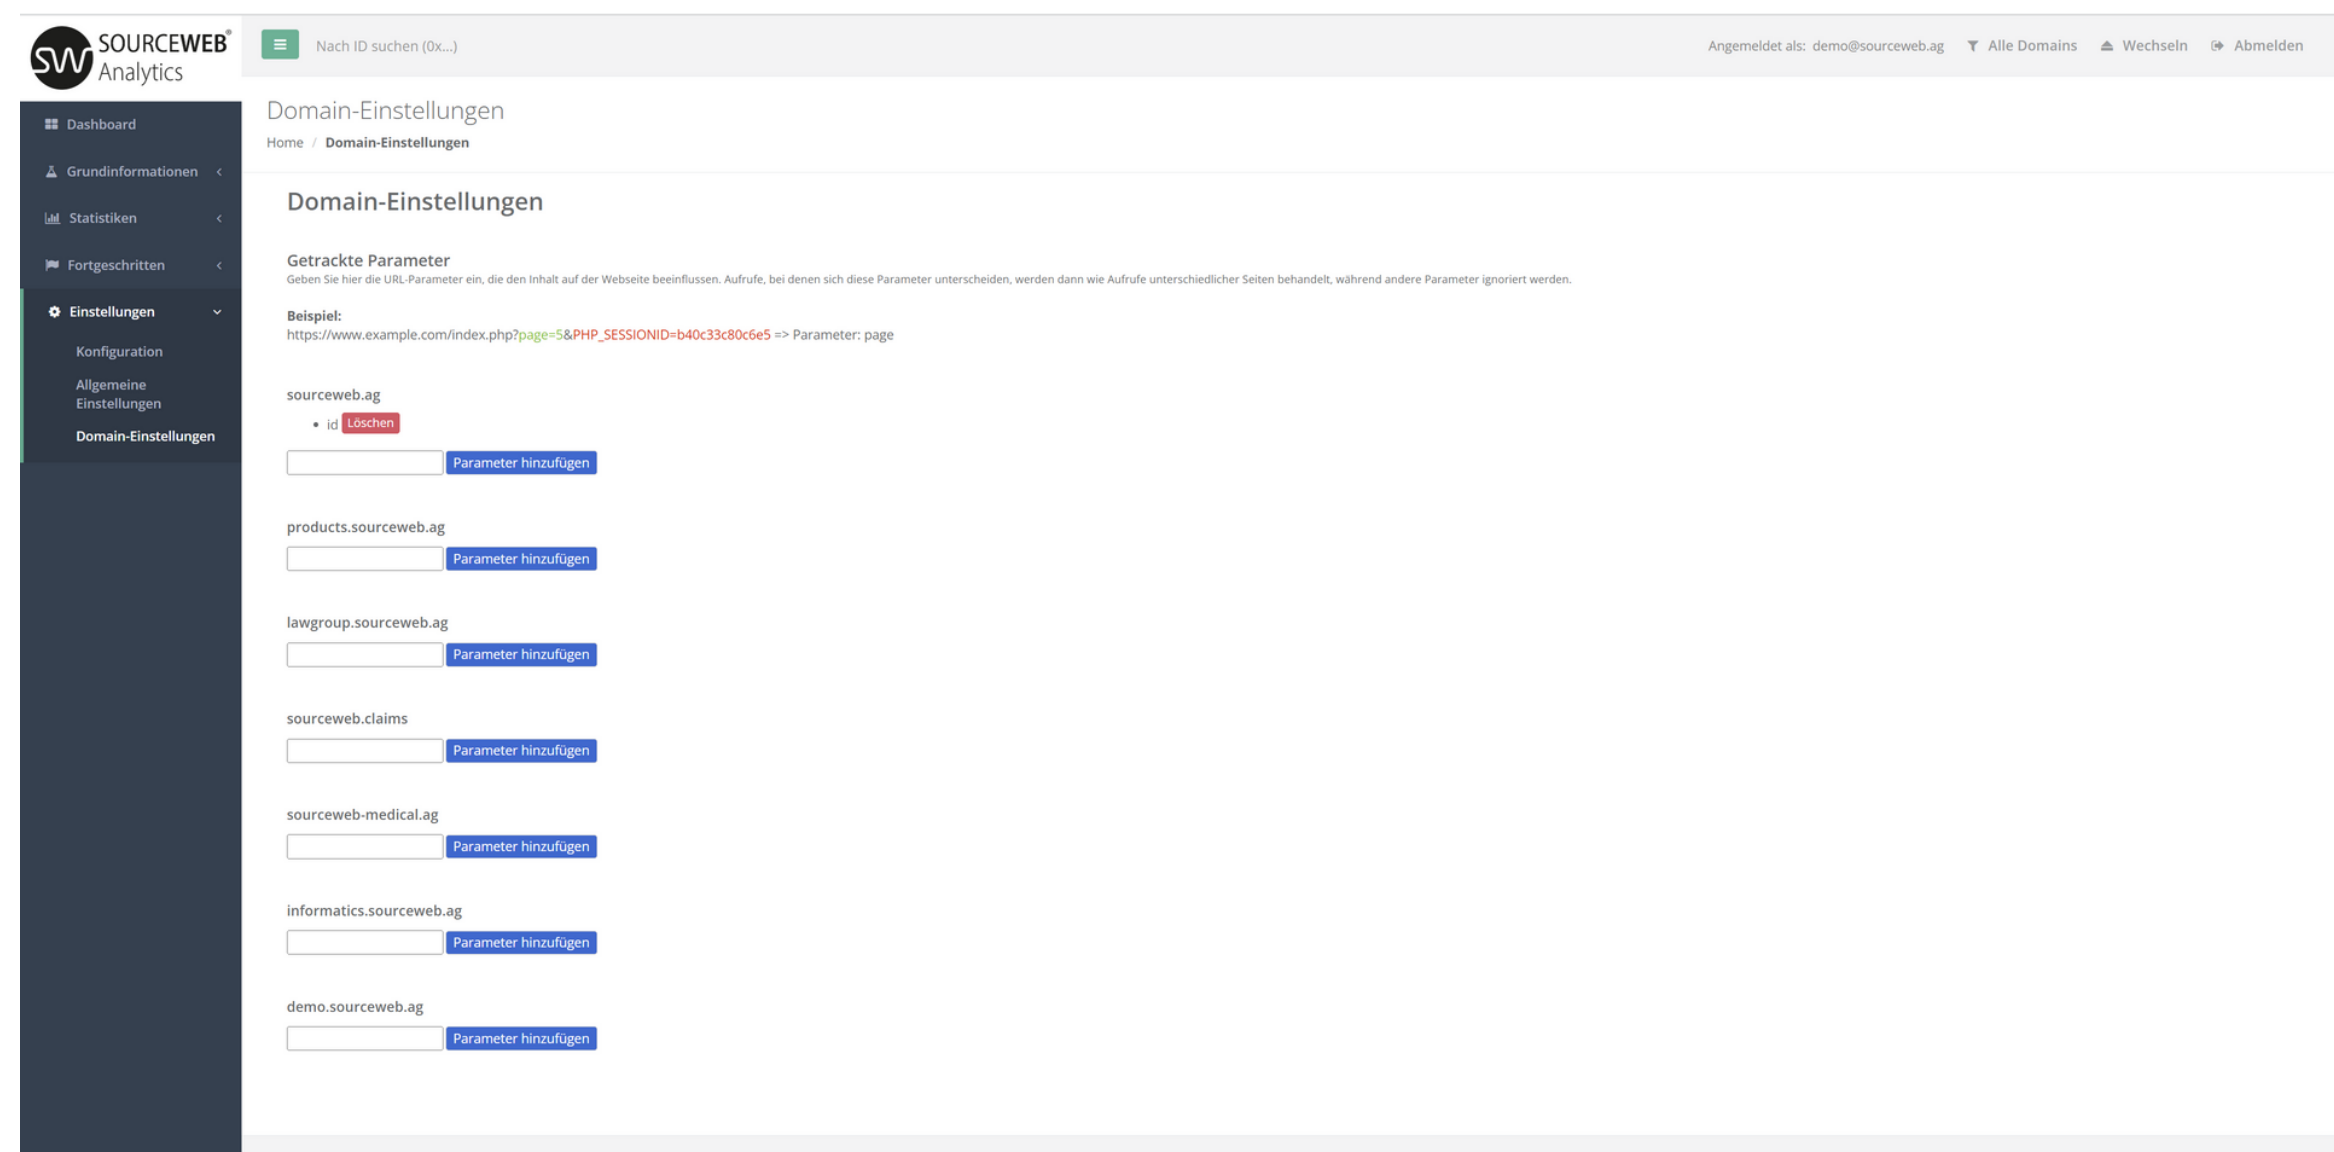 SOURCEWEB®
Analytics
SW
Nach ID suchen (0x...)
Angemeldet als: demo@sourceweb.ag
Alle Domains
Wechseln
Abmelden
Dashboard
Grundinformationen
Statistiken
Fortgeschritten
Einstellungen
Konfiguration
Allgemeine
Einstellungen
Domain-Einstellungen
Domain-Einstellungen
Home / Domain-Einstellungen
Domain-Einstellungen
Getrackte Parameter
Geben Sie hier die URL-Parameter ein, die den Inhalt auf der Webseite beeinflussen. Aufrufe, bei denen sich diese Parameter unterscheiden, werden dann wie Aufrufe unterschiedlicher Seiten behandelt, während andere Parameter ignoriert werden.
Beispiel:
https://www.example.com/index.php?page=5&PHP_SESSIONID=b40c33c80c6e5 => Parameter: page
sourceweb.ag
• id Löschen
Parameter hinzufügen
products.sourceweb.ag
Parameter hinzufügen
lawgroup.sourceweb.ag
Parameter hinzufügen
sourceweb.claims
Parameter hinzufügen
sourceweb-medical.ag
Parameter hinzufügen
informatics.sourceweb.ag
Parameter hinzufügen
demo.sourceweb.ag
Parameter hinzufügen